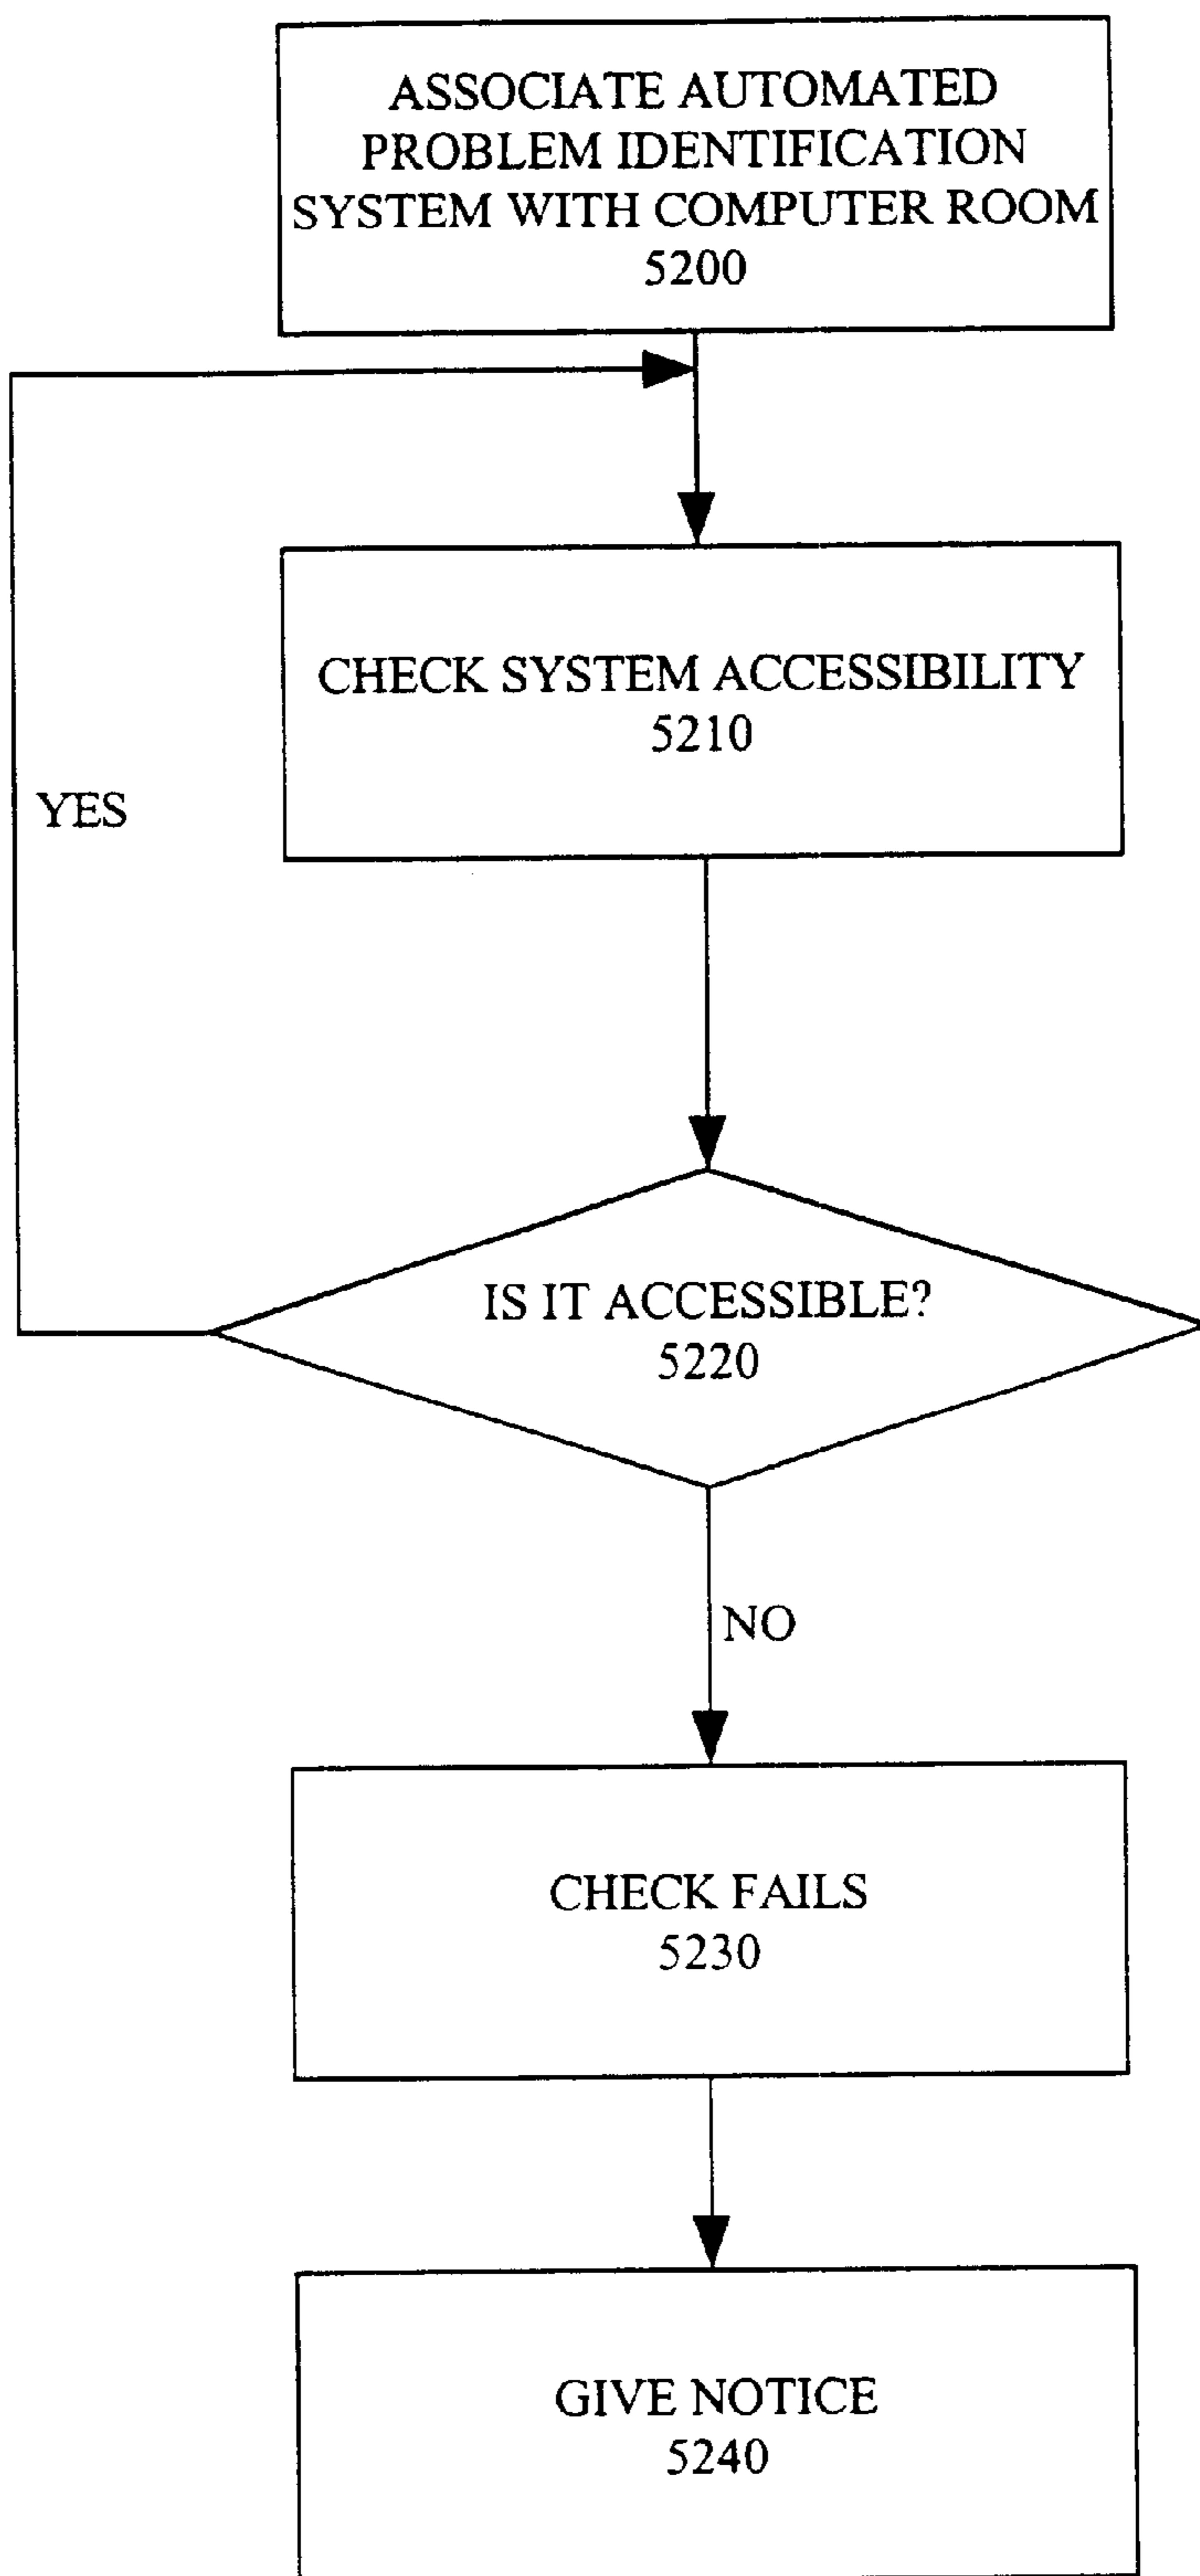 ASSOCIATE AUTOMATED
PROBLEM IDENTIFICATION
SYSTEM WITH COMPUTER ROOM
5200
CHECK SYSTEM ACCESSIBILITY
5210
YES
IS IT ACCESSIBLE?
5220
NO
CHECK FAILS
5230
GIVE NOTICE
5240